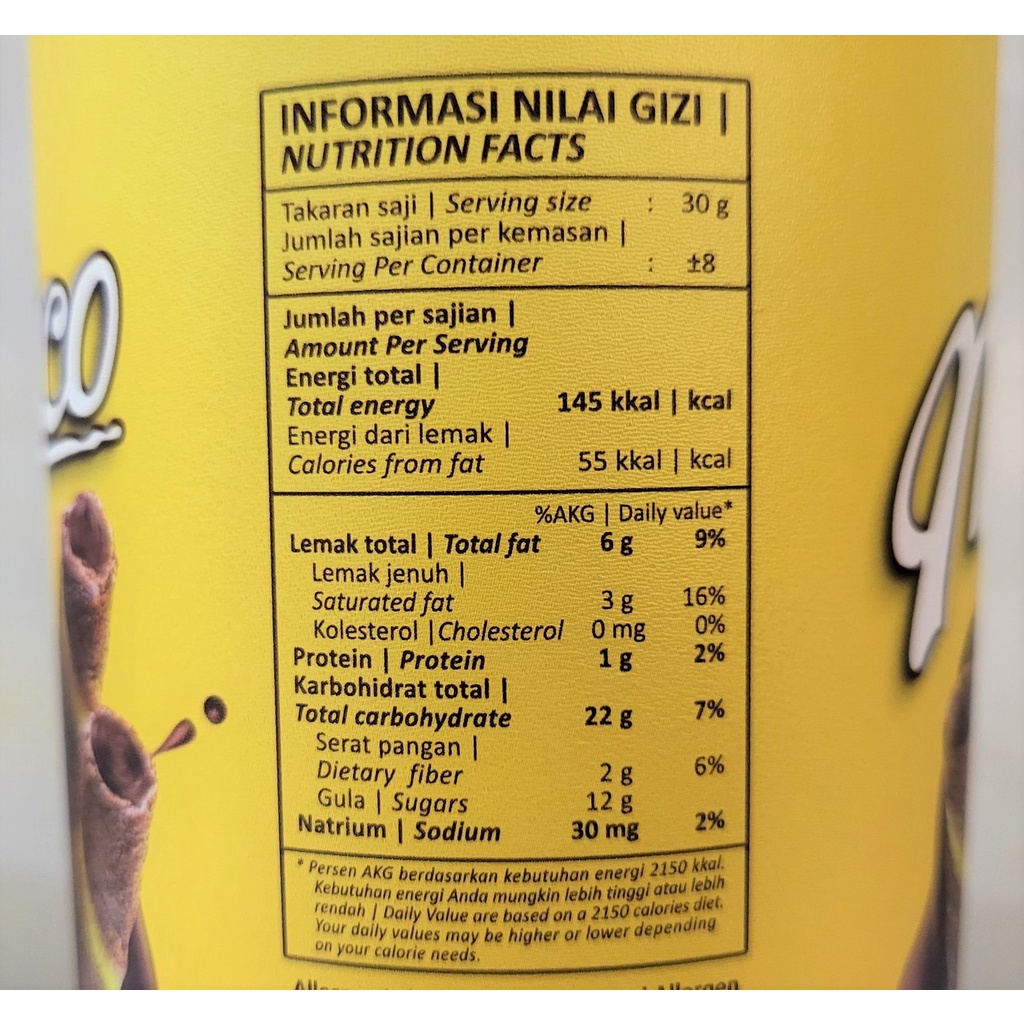 INFORMASI NILAI GIZI |
NUTRITION FACTS
Takaran saji | Serving size : 30 g
Jumlah sajian per kemasan |
Serving Per Container : ±8
Jumlah per sajian |
Amount Per Serving
Energi total |
Total energy 145 kkal | kcal
Energi dari lemak |
Calories from fat 55 kkal | kcal
%AKG | Daily value*
Lemak total | Total fat 6 g 9%
Lemak jenuh |
Saturated fat 3 g 16%
Kolesterol | Cholesterol 0 mg 0%
Protein | Protein 1 g 2%
Karbohidrat total |
Total carbohydrate 22 g 7%
Serat pangan |
Dietary fiber 2 g 6%
Gula | Sugars 12 g
Natrium | Sodium 30 mg 2%
* Persen AKG berdasarkan kebutuhan energi 2150 kkal.
Kebutuhan energi Anda mungkin lebih tinggi atau lebih
rendah | Daily Value are based on a 2150 calories diet.
Your daily values may be higher or lower depending
on your calorie needs.